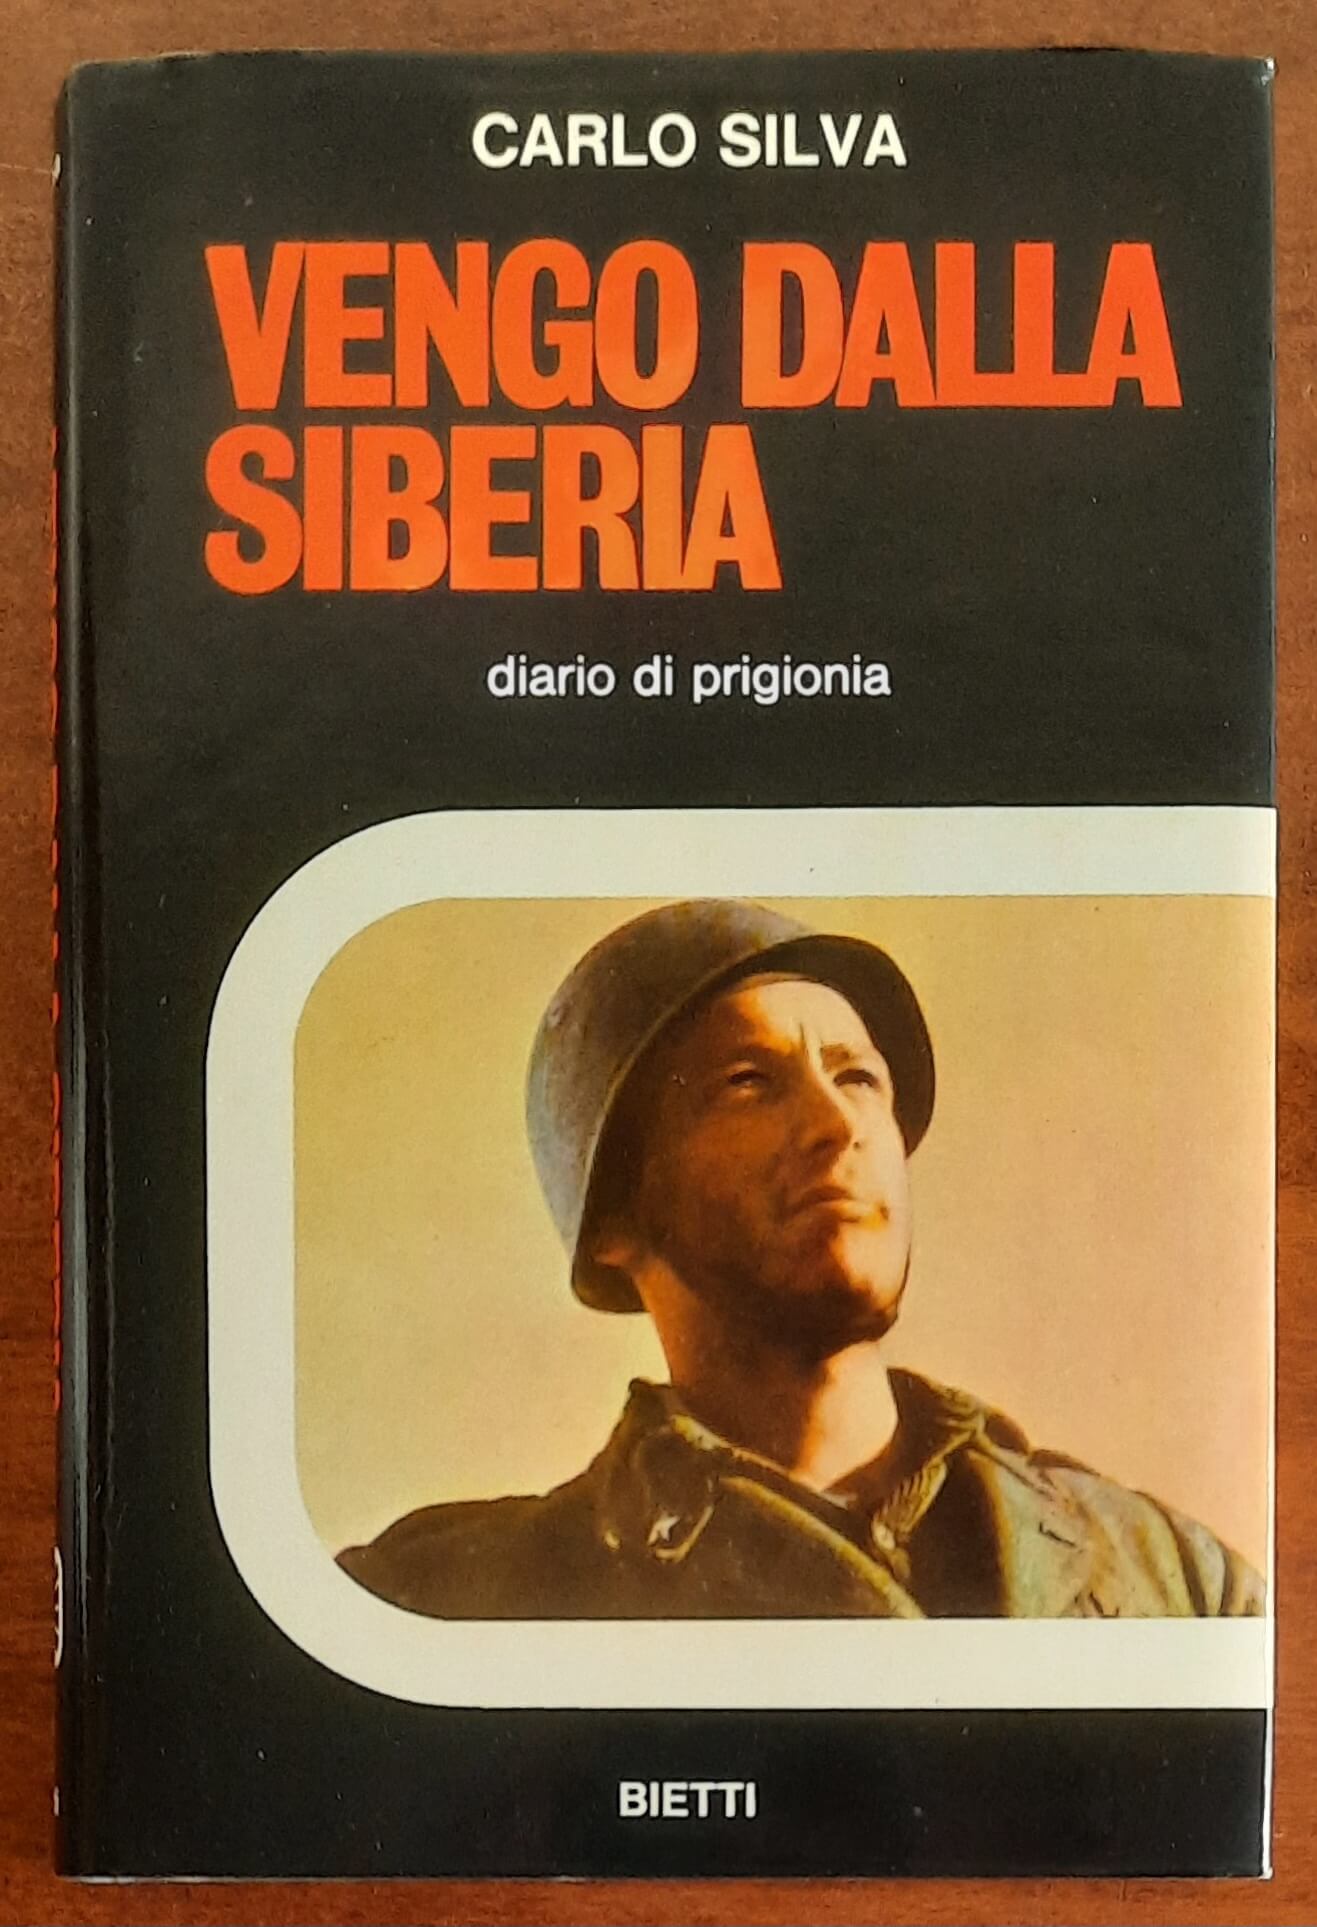 CARLO SILVA
VENGO DALLA
SIBERIA
diario di prigionia
BIETTI